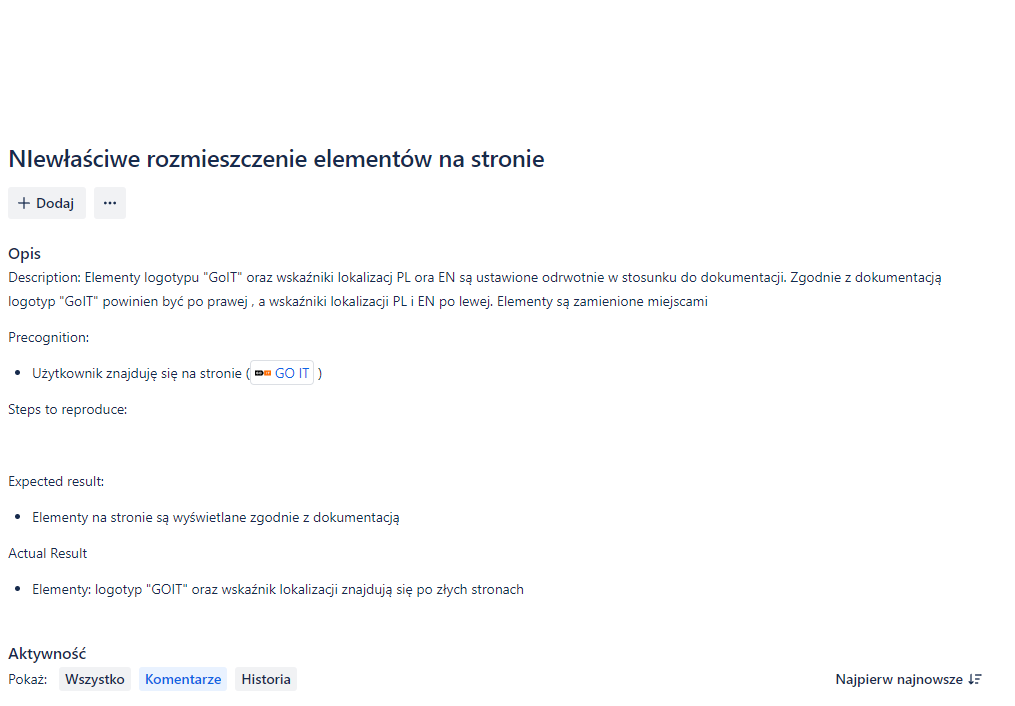 NIewłaściwe rozmieszczenie elementów na stronie
Dodaj
Opis
Description: Elementy logotypu "GoIT" oraz wskaźniki lokalizacj PL ora EN są ustawione odrwotnie w stosunku do dokumentacji. Zgodnie z dokumentacją
logotyp "GoIT" powinien być po prawej , a wskaźniki lokalizacji PL i EN po lewej. Elementy są zamienione miejscami
Precognition:
• Użytkownik znajduję się na stronie ( GO IT )
Steps to reproduce:
Expected result:
• Elementy na stronie są wyświetlane zgodnie z dokumentacją
Actual Result
• Elementy: logotyp "GOIT" oraz wskaźnik lokalizacji znajdują się po złych stronach
Aktywność
Pokaż: Wszystko Komentarze Historia Najpierw najnowsze